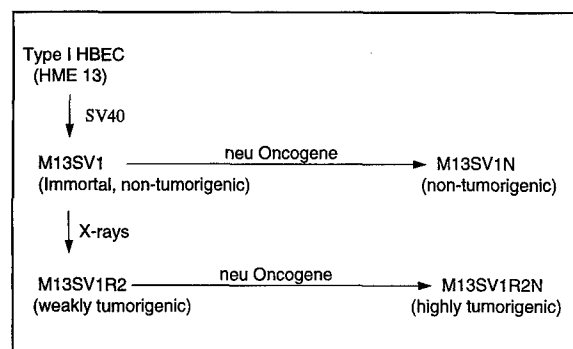 Type I HBEC
(HME 13)
SV40
M13SV1
(Immortal, non-tumorigenic)
neu Oncogene
M13SV1N
(non-tumorigenic)
X-rays
M13SV1R2
(weakly tumorigenic)
neu Oncogene
M13SV1R2N
(highly tumorigenic)